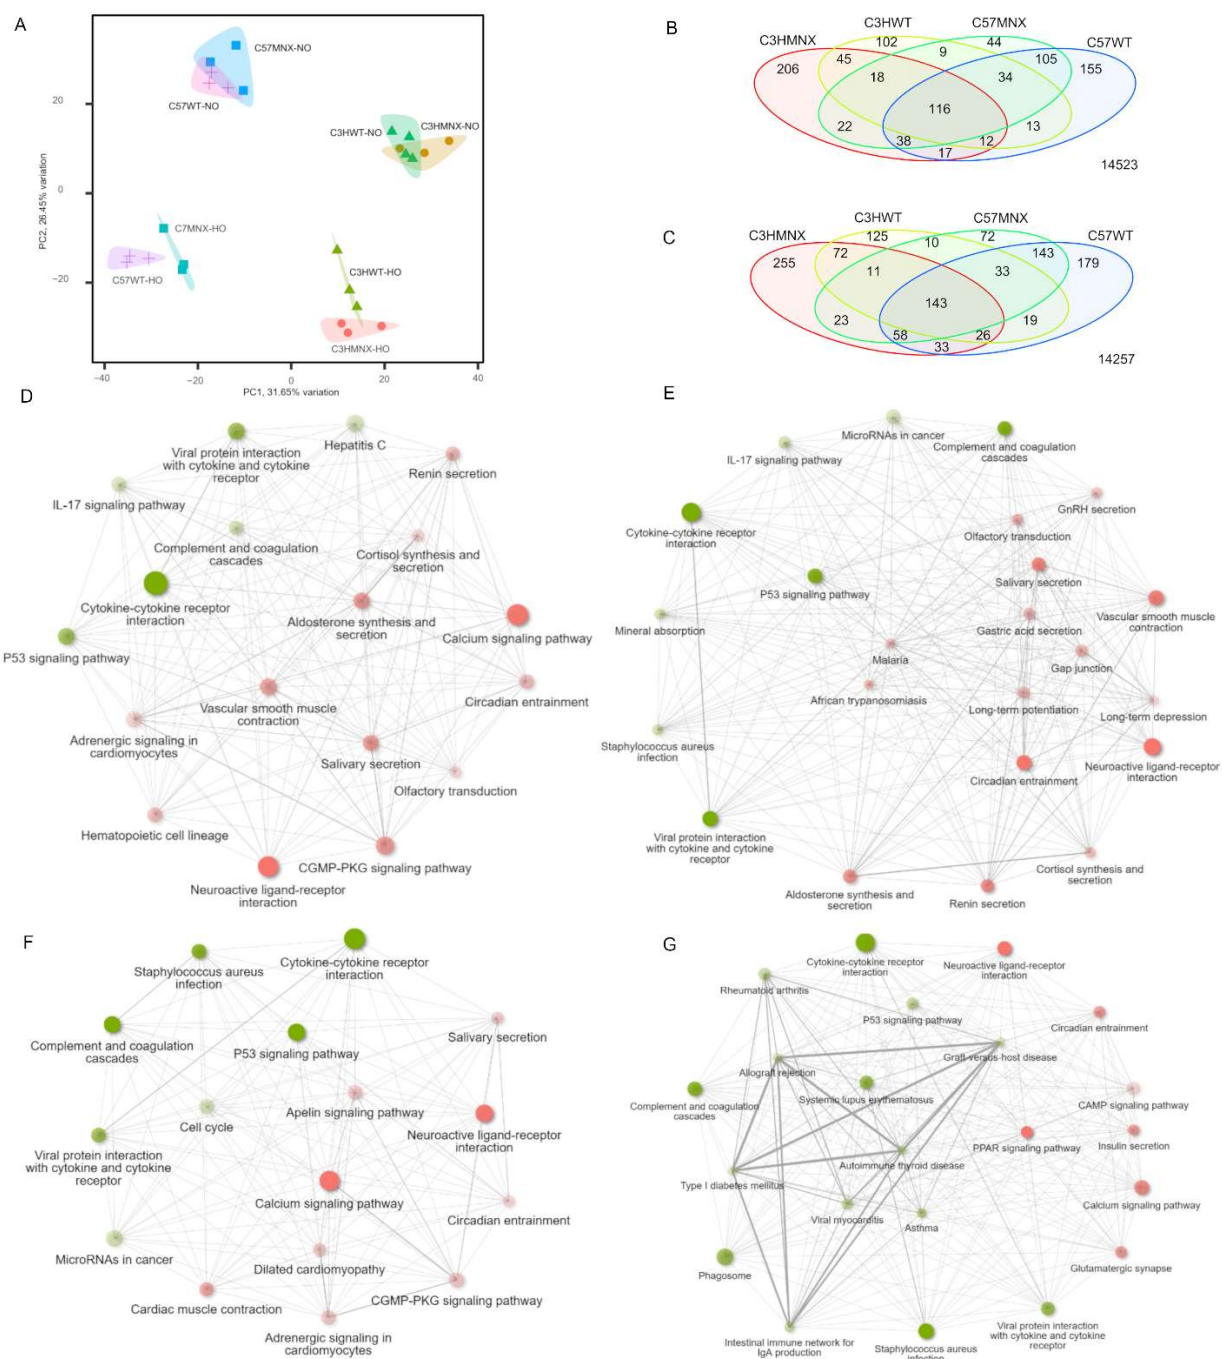 A
C57MNX-NO
C57WT-NO
C3HWT-NO
C3HMNX-NO
C7MNX-HO
C57WT-HO
C3HWT-HO
C3HMNX-HO
20
0
−20
−40
−20
0
20
40
PC2, 26.45% variation
PC1, 31.65% variation
B
C3HMNX
C3HWT
C57MNX
C57WT
206
45
102
9
44
105
155
18
34
116
22
38
17
12
13
14523
C
C3HMNX
C3HWT
C57MNX
C57WT
255
72
125
10
72
143
179
11
33
143
23
58
33
26
19
14257
D
Viral protein interaction
with cytokine and cytokine
receptor
Hepatitis C
Renin secretion
IL-17 signaling pathway
Complement and coagulation
cascades
Cortisol synthesis and
secretion
Cytokine-cytokine receptor
interaction
Aldosterone synthesis and
secretion
Calcium signaling pathway
P53 signaling pathway
Vascular smooth muscle
contraction
Circadian entrainment
Adrenergic signaling in
cardiomyocytes
Salivary secretion
Olfactory transduction
Hematopoietic cell lineage
CGMP-PKG signaling pathway
Neuroactive ligand-receptor
interaction
E
MicroRNAs in cancer
IL-17 signaling pathway
Complement and coagulation
cascades
GnRH secretion
Cytokine-cytokine receptor
interaction
Olfactory transduction
Salivary secretion
P53 signaling pathway
Vascular smooth muscle
contraction
Mineral absorption
Gastric acid secretion
Malaria
Gap junction
African trypanosomiasis
Long-term potentiation
Long-term depression
Staphylococcus aureus
infection
Circadian entrainment
Neuroactive ligand-receptor
interaction
Viral protein interaction
with cytokine and cytokine
receptor
Cortisol synthesis and
secretion
Aldosterone synthesis and
secretion
Renin secretion
F
Staphylococcus aureus
infection
Cytokine-cytokine receptor
interaction
Salivary secretion
Complement and coagulation
cascades
P53 signaling pathway
Cell cycle
Apelin signaling pathway
Neuroactive ligand-receptor
interaction
Viral protein interaction
with cytokine and cytokine
receptor
Calcium signaling pathway
Circadian entrainment
MicroRNAs in cancer
Dilated cardiomyopathy
Cardiac muscle contraction
CGMP-PKG signaling pathway
Adrenergic signaling in
cardiomyocytes
G
Cytokine-cytokine receptor
interaction
Neuroactive ligand-receptor
interaction
Rheumatoid arthritis
P53 signaling pathway
Circadian entrainment
Allograft rejection
Graft-versus-host disease
Complement and coagulation
cascades
Systemic lupus erythematosus
CAMP signaling pathway
PPAR signaling pathway
Insulin secretion
Autoimmune thyroid disease
Type I diabetes mellitus
Calcium signaling pathway
Viral myocarditis
Asthma
Phagosome
Glutamatergic synapse
Intestinal immune network for
IgA production
Staphylococcus aureus
infection
Viral protein interaction
with cytokine and cytokine
receptor